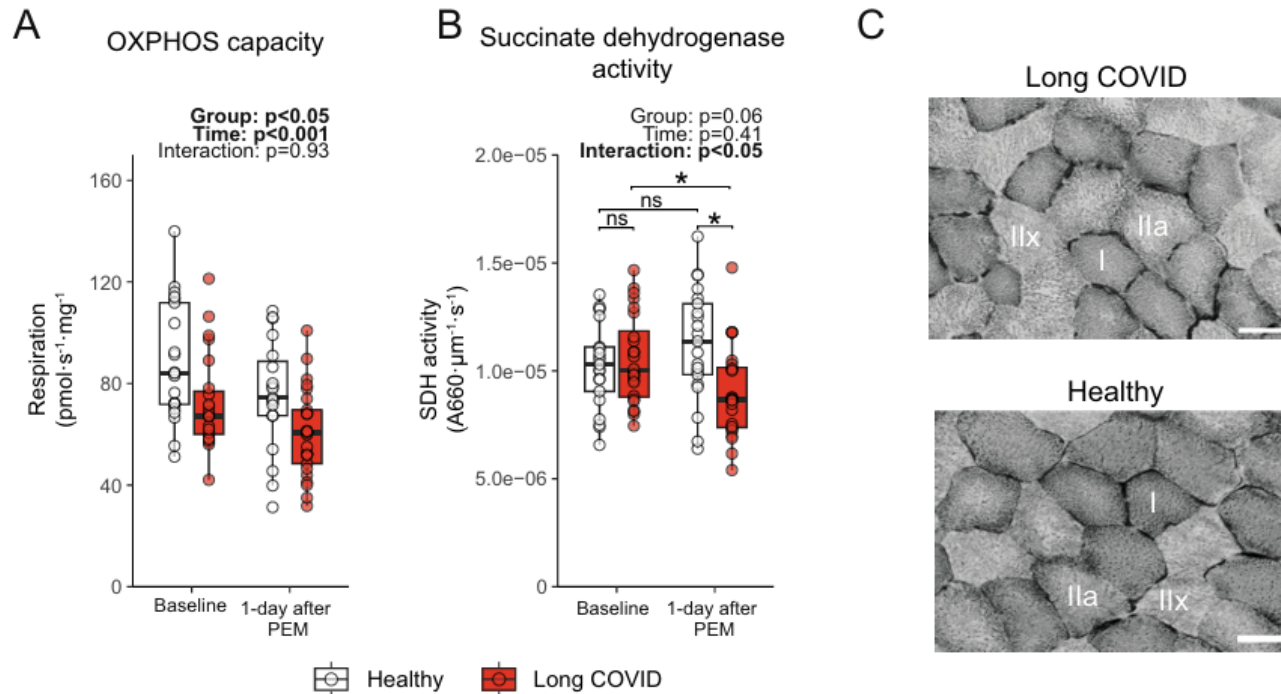 A
OXPHOS capacity
Group: p<0.05
Time: p<0.001
Interaction: p=0.93
Respiration
(pmol·s⁻¹·mg⁻¹)
160
120
80
40
0
Baseline
1-day after
PEM
B
Succinate dehydrogenase
activity
Group: p=0.06
Time: p=0.41
Interaction: p<0.05
SDH activity
(A660·μm⁻¹·s⁻¹)
2.0e−05
1.5e−05
1.0e−05
5.0e−06
0
*
ns
ns
*
Baseline
1-day after
PEM
Healthy
Long COVID
C
Long COVID
IIx
IIa
I
Healthy
I
IIa
IIx